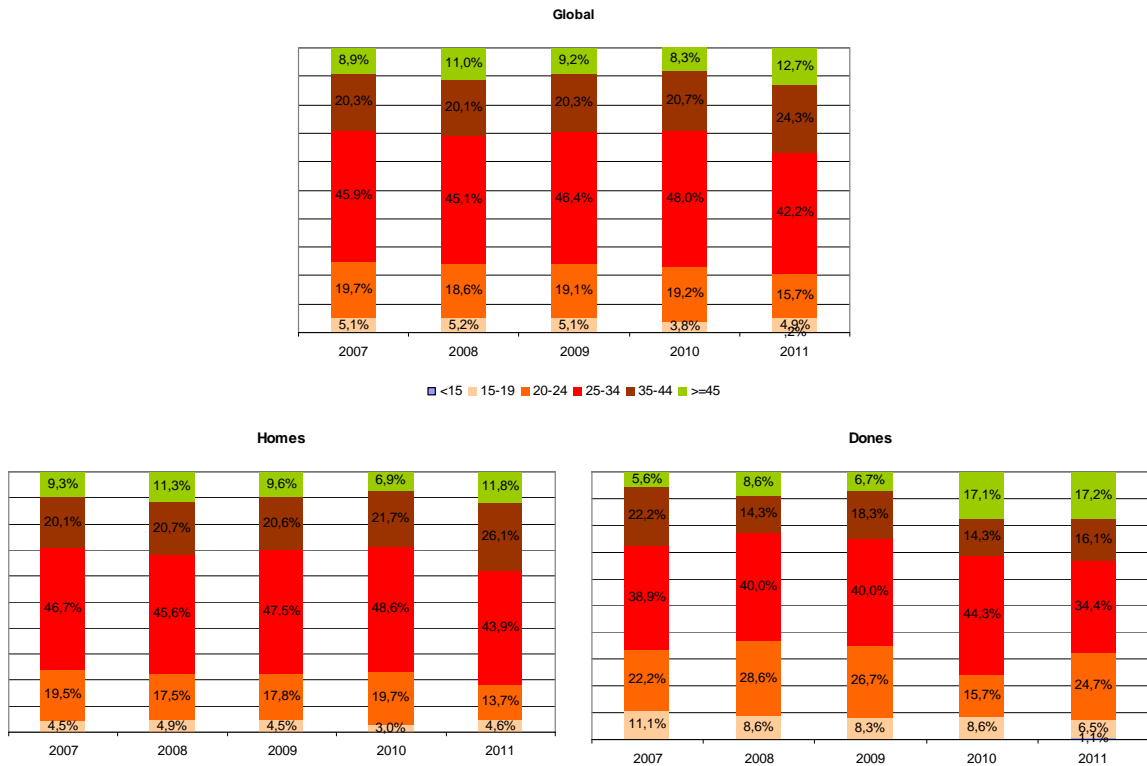 Global
8,9% 11,0% 9,2% 8,3% 12,7%
20,3% 20,1% 20,3% 20,7% 24,3%
45,9% 45,1% 46,4% 48,0% 42,2%
19,7% 18,6% 19,1% 19,2% 15,7%
5,1% 5,2% 5,1% 3,8% 4,9%
,2%
2007 2008 2009 2010 2011
<15 15-19 20-24 25-34 35-44 >=45
Homes
9,3% 11,3% 9,6% 6,9% 11,8%
20,1% 20,7% 20,6% 21,7% 26,1%
46,7% 45,6% 47,5% 48,6% 43,9%
19,5% 17,5% 17,8% 19,7% 13,7%
4,5% 4,9% 4,5% 3,0% 4,6%
2007 2008 2009 2010 2011
Dones
5,6% 8,6% 6,7% 17,1% 17,2%
22,2% 14,3% 18,3% 14,3% 16,1%
38,9% 40,0% 40,0% 44,3% 34,4%
22,2% 28,6% 26,7% 15,7% 24,7%
11,1% 8,6% 8,3% 8,6% 6,5%
1,1%
2007 2008 2009 2010 2011